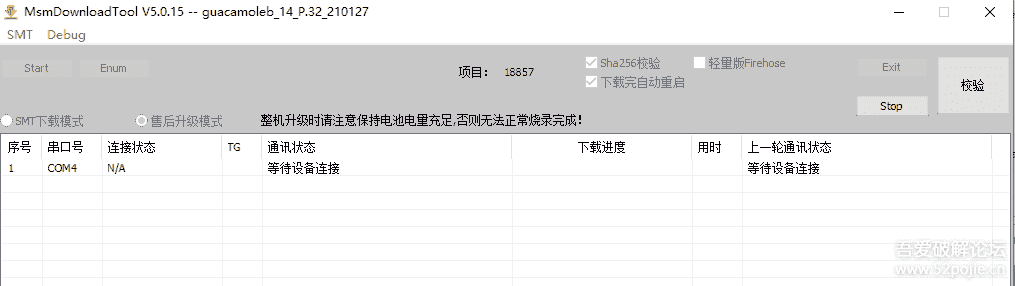 MsmDownloadTool V5.0.15 -- guacamoleb_14_P.32_210127
SMT Debug
Start Enum 项目: 18857 Sha256校验 轻量版Firehose Exit 校验
下载完自动重启
Stop
SMT下载模式 售后升级模式 整机升级时请注意保持电池电量充足,否则无法正常烧录完成!
序号 串口号 连接状态 TG 通讯状态 下载进度 用时 上一轮通讯状态
1 COM4 N/A 等待设备连接 等待设备连接
吾爱破解论坛
www.52pojie.cn